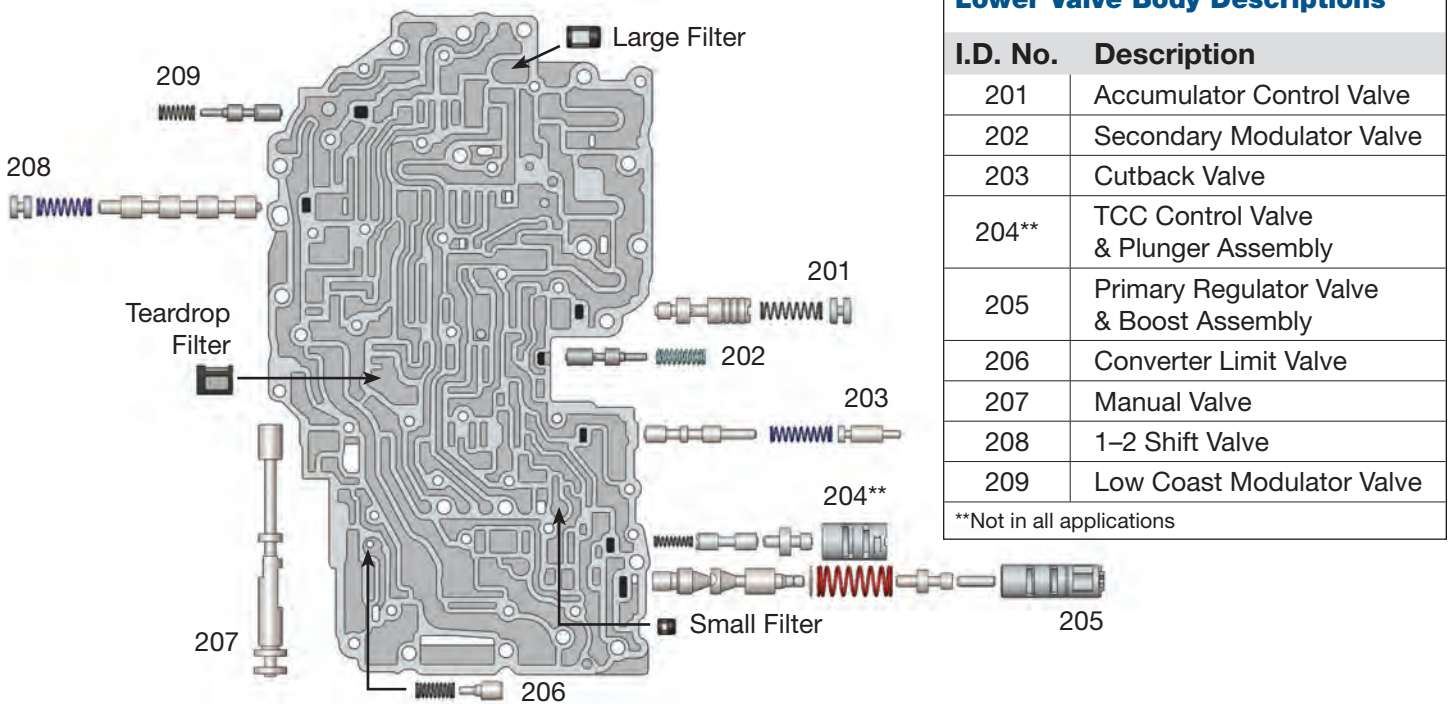 Large Filter
209
208
201
Teardrop
Filter
202
203
204**
Small Filter
205
207
206
Lower Valve Body Descriptions
I.D. No. Description
201 Accumulator Control Valve
202 Secondary Modulator Valve
203 Cutback Valve
204** TCC Control Valve
& Plunger Assembly
205 Primary Regulator Valve
& Boost Assembly
206 Converter Limit Valve
207 Manual Valve
208 1–2 Shift Valve
209 Low Coast Modulator Valve
**Not in all applications